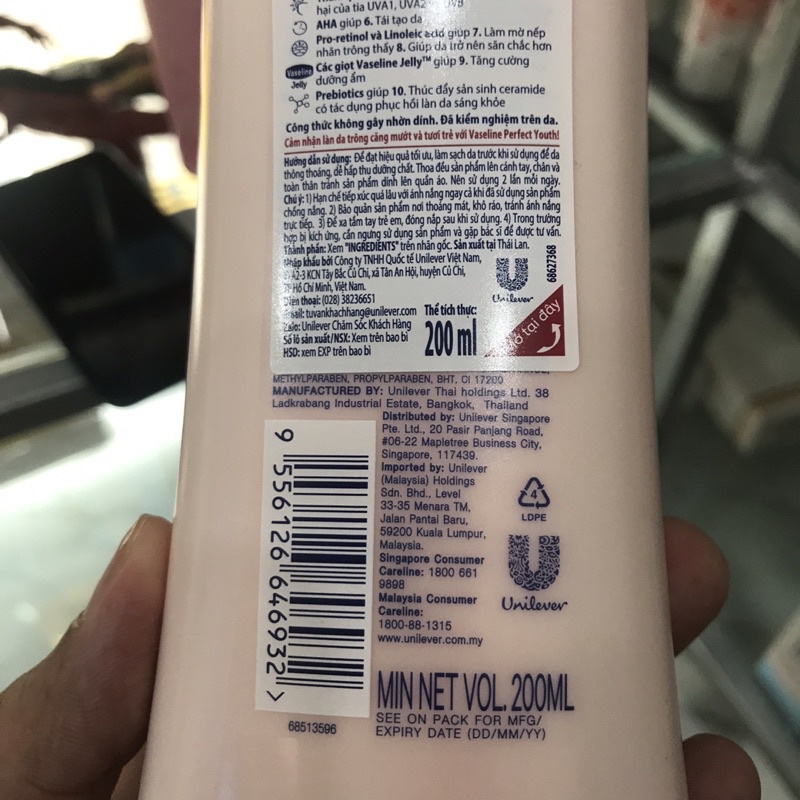 hại của tia UVA1, UVA2
AHA giúp 6. Tái tạo da
Pro-retinol và Linoleic acid giúp 7. Làm mờ nếp
nhăn trông thấy 8. Giúp da trở nên săn chắc hơn
Vaseline Jelly
Các giọt Vaseline Jelly™ giúp 9. Tăng cường
dưỡng ẩm
Prebiotics giúp 10. Thúc đẩy sản sinh ceramide
có tác dụng phục hồi làn da sáng khỏe
Công thức không gây nhờn dính. Đã kiểm nghiệm trên da.
Cảm nhận làn da trông căng mướt và tươi trẻ với Vaseline Perfect Youth!
Hướng dẫn sử dụng: Để đạt hiệu quả tối ưu, làm sạch da trước khi sử dụng để da
thông thoáng, dễ hấp thu dưỡng chất. Thoa đều sản phẩm lên cánh tay, chân và
toàn thân tránh sản phẩm dính lên quần áo. Nên sử dụng 2 lần mỗi ngày.
Chú ý: 1) Hạn chế tiếp xúc quá lâu với ánh nắng ngay cả khi đã sử dụng sản phẩm
chống nắng. 2) Bảo quản sản phẩm nơi thoáng mát, khô ráo, tránh ánh nắng
trực tiếp. 3) Để xa tầm tay trẻ em, đóng nắp sau khi sử dụng. 4) Trong trường
hợp bị kích ứng, cần ngưng sử dụng sản phẩm và gặp bác sĩ để được tư vấn.
Thành phần: Xem "INGREDIENTS" trên nhãn gốc. Sản xuất tại Thái Lan.
Nhập khẩu bởi Công ty TNHH Quốc tế Unilever Việt Nam,
A2-3 KCN Tây Bắc Củ Chi, xã Tân An Hội, huyện Củ Chi,
TP Hồ Chí Minh, Việt Nam.
Điện thoại: (028) 38236651
Email: tuvankhachhang@unilever.com
Zalo: Unilever Chăm Sóc Khách Hàng
Số lô sản xuất/NSX: Xem trên bao bì
HSD: xem EXP trên bao bì
Thể tích thực:
200 ml
Unilever
68627368
Mở tại đây
METHYLPARABEN, PROPYLPARABEN, BHT. CI 17200
MANUFACTURED BY: Unilever Thai holdings Ltd. 38
Ladkrabang Industrial Estate, Bangkok, Thailand
Distributed by: Unilever Singapore
Pte. Ltd., 20 Pasir Panjang Road,
#06-22 Mapletree Business City,
Singapore, 117439.
Imported by: Unilever
(Malaysia) Holdings
Sdn. Bhd., Level
33-35 Menara TM,
Jalan Pantai Baru,
59200 Kuala Lumpur,
Malaysia.
Singapore Consumer
Careline: 1800 661
9898
Malaysia Consumer
Careline:
1800-88-1315
www.unilever.com.my
4
LDPE
Unilever
9 556126 646932 >
68513596
MIN NET VOL. 200ML
SEE ON PACK FOR MFG/
EXPIRY DATE (DD/MM/YY)